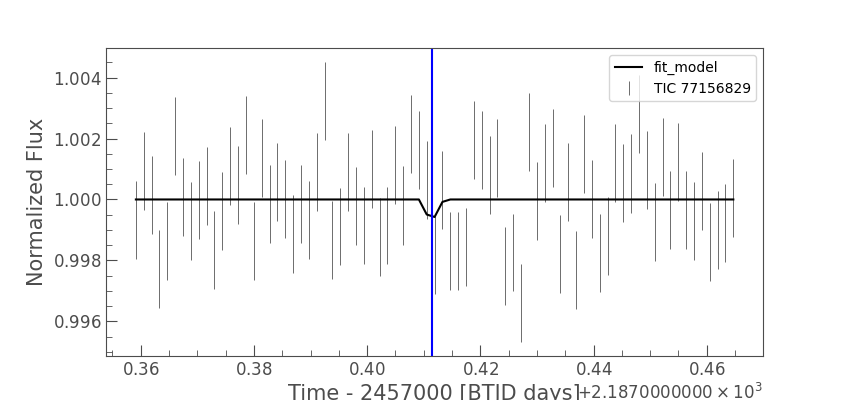 fit_model
TIC 77156829
Normalized Flux
1.004
1.002
1.000
0.998
0.996
0.36 0.38 0.40 0.42 0.44 0.46
Time - 2457000 [BTJD days]
+2.1870000000 × 10³